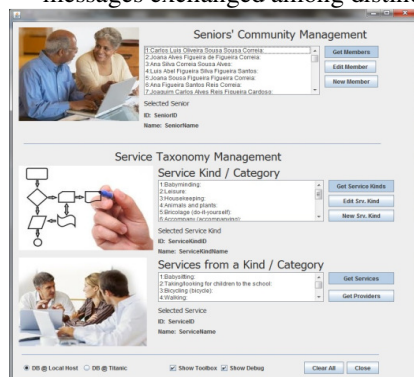 messages exchanged among distin
Seniors' Community Management
1:Carlos Luis Oliveira Sousa Sousa Correia:
2:Joana Alves Figueira de Figueira Correia:
3:Ana Silva Correia Sousa Alves:
4:Luis Abel Figueira Silva Figueira Santos:
5:Joana Sousa Figueira Figueira Correia:
6:Ana Figueira Santos Reis Correia:
7:Joaquim Carlos Alves Reis Figueira Cardoso:
Get Members
Edit Member
New Member
Selected Senior
ID: SeniorID
Name: SeniorName
Service Taxonomy Management
Service Kind / Category
1:Babyminding:
2:Leisure:
3:Housekeeping:
4:Animals and plants:
5:Bricolage (do-it-yourself)
6:Accompany (accompanying):
Get Service Kinds
Edit Srv. Kind
New Srv. Kind
Selected Service Kind
ID: ServiceKindID
Name: ServiceKindName
Services from a Kind / Category
1:Babysitting:
2:Taking/looking for children to the school:
3:Bicycling (bicycle):
4:Walking:
Get Services
Get Providers
Selected Service
ID: ServiceID
Name: ServiceName
DB @ Local Host DB @ Titanic Show Toolbox Show Debug Clear All Close